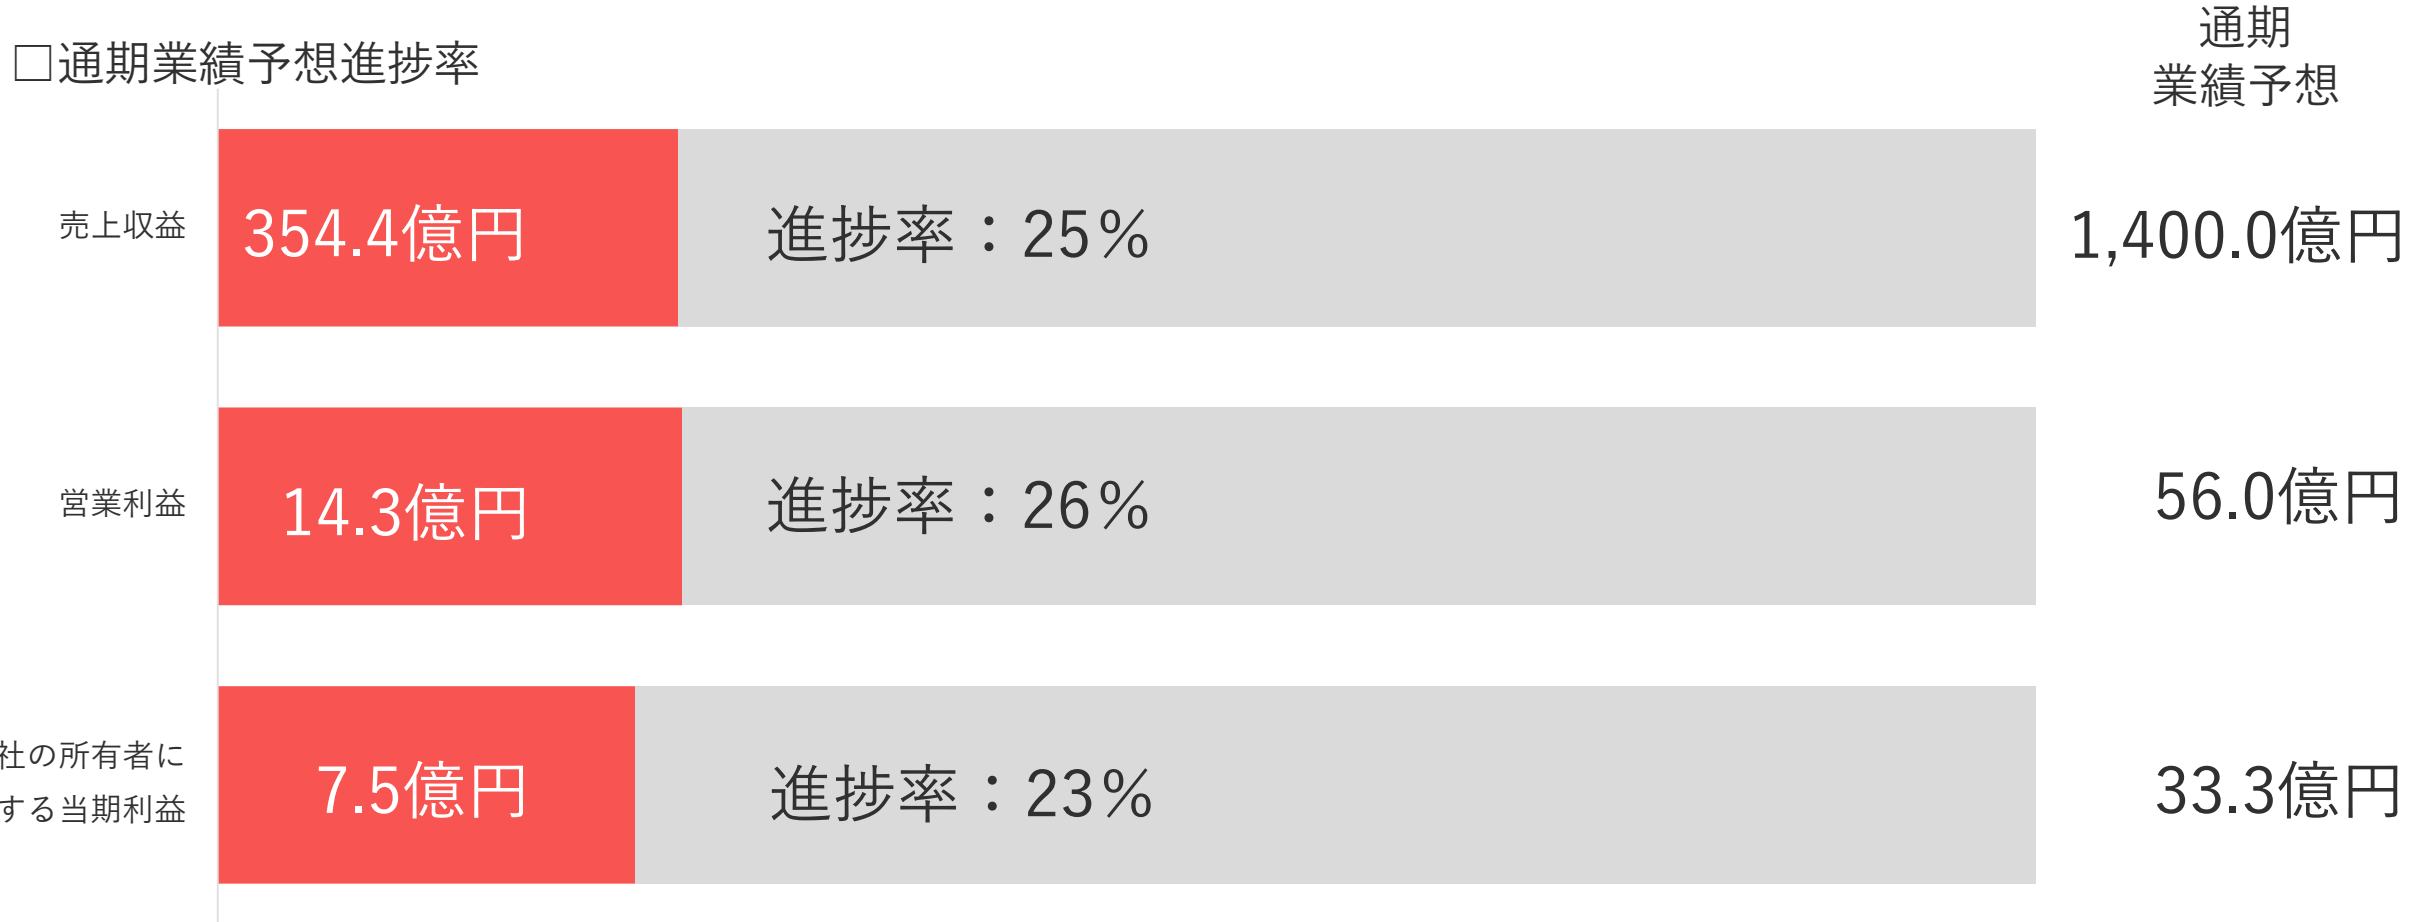 □通期業績予想進捗率
通期
業績予想
売上収益
354.4億円
進捗率：25％
1,400.0億円
営業利益
14.3億円
進捗率：26％
56.0億円
社の所有者に
する当期利益
7.5億円
進捗率：23％
33.3億円